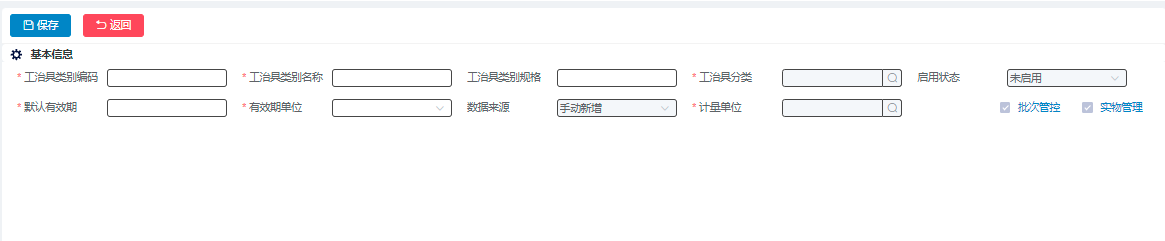 保存 返回
基本信息
* 工治具类别编码 * 工治具类别名称 工治具类别规格 * 工治具分类 启用状态 未启用
* 默认有效期 * 有效期单位 数据来源 手动新增 * 计量单位 批次管控 实物管理